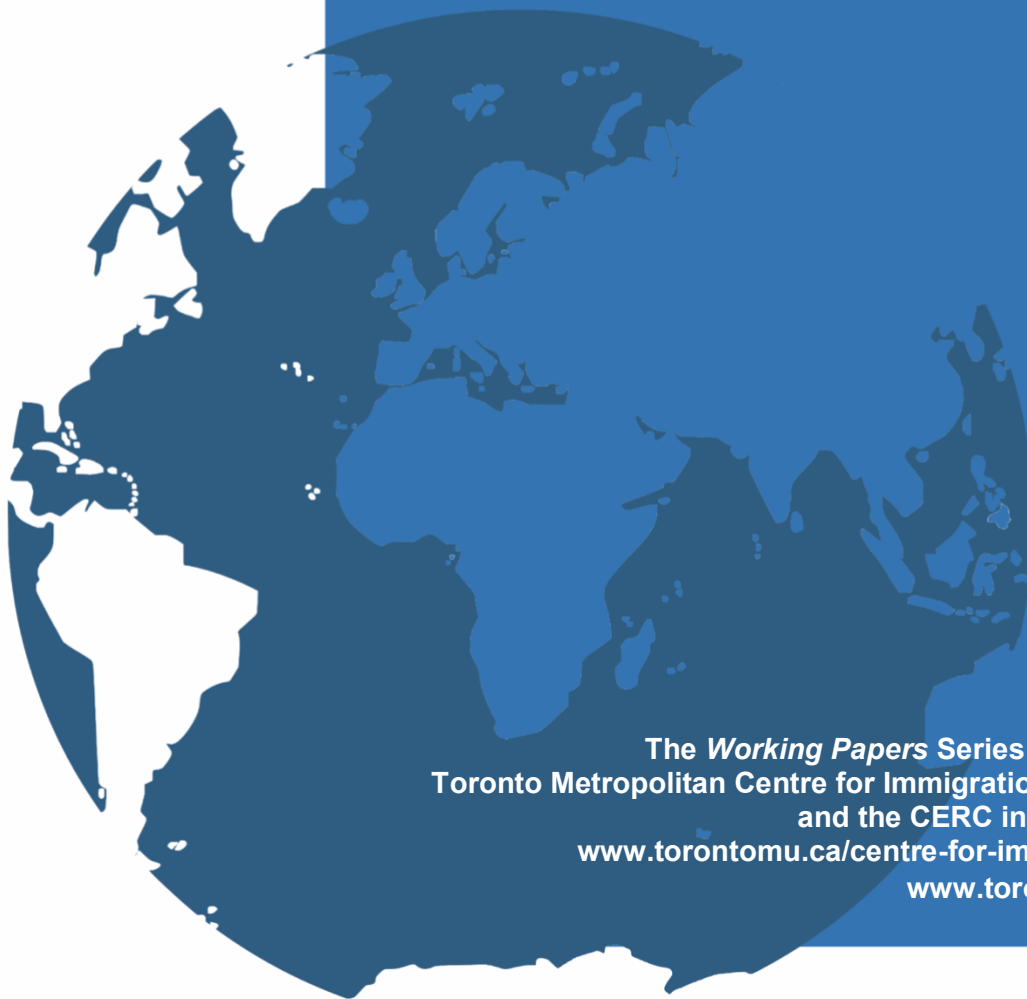 The Working Papers Series
Toronto Metropolitan Centre for Immigratio
and the CERC in
www.torontomu.ca/centre-for-im
www.toro